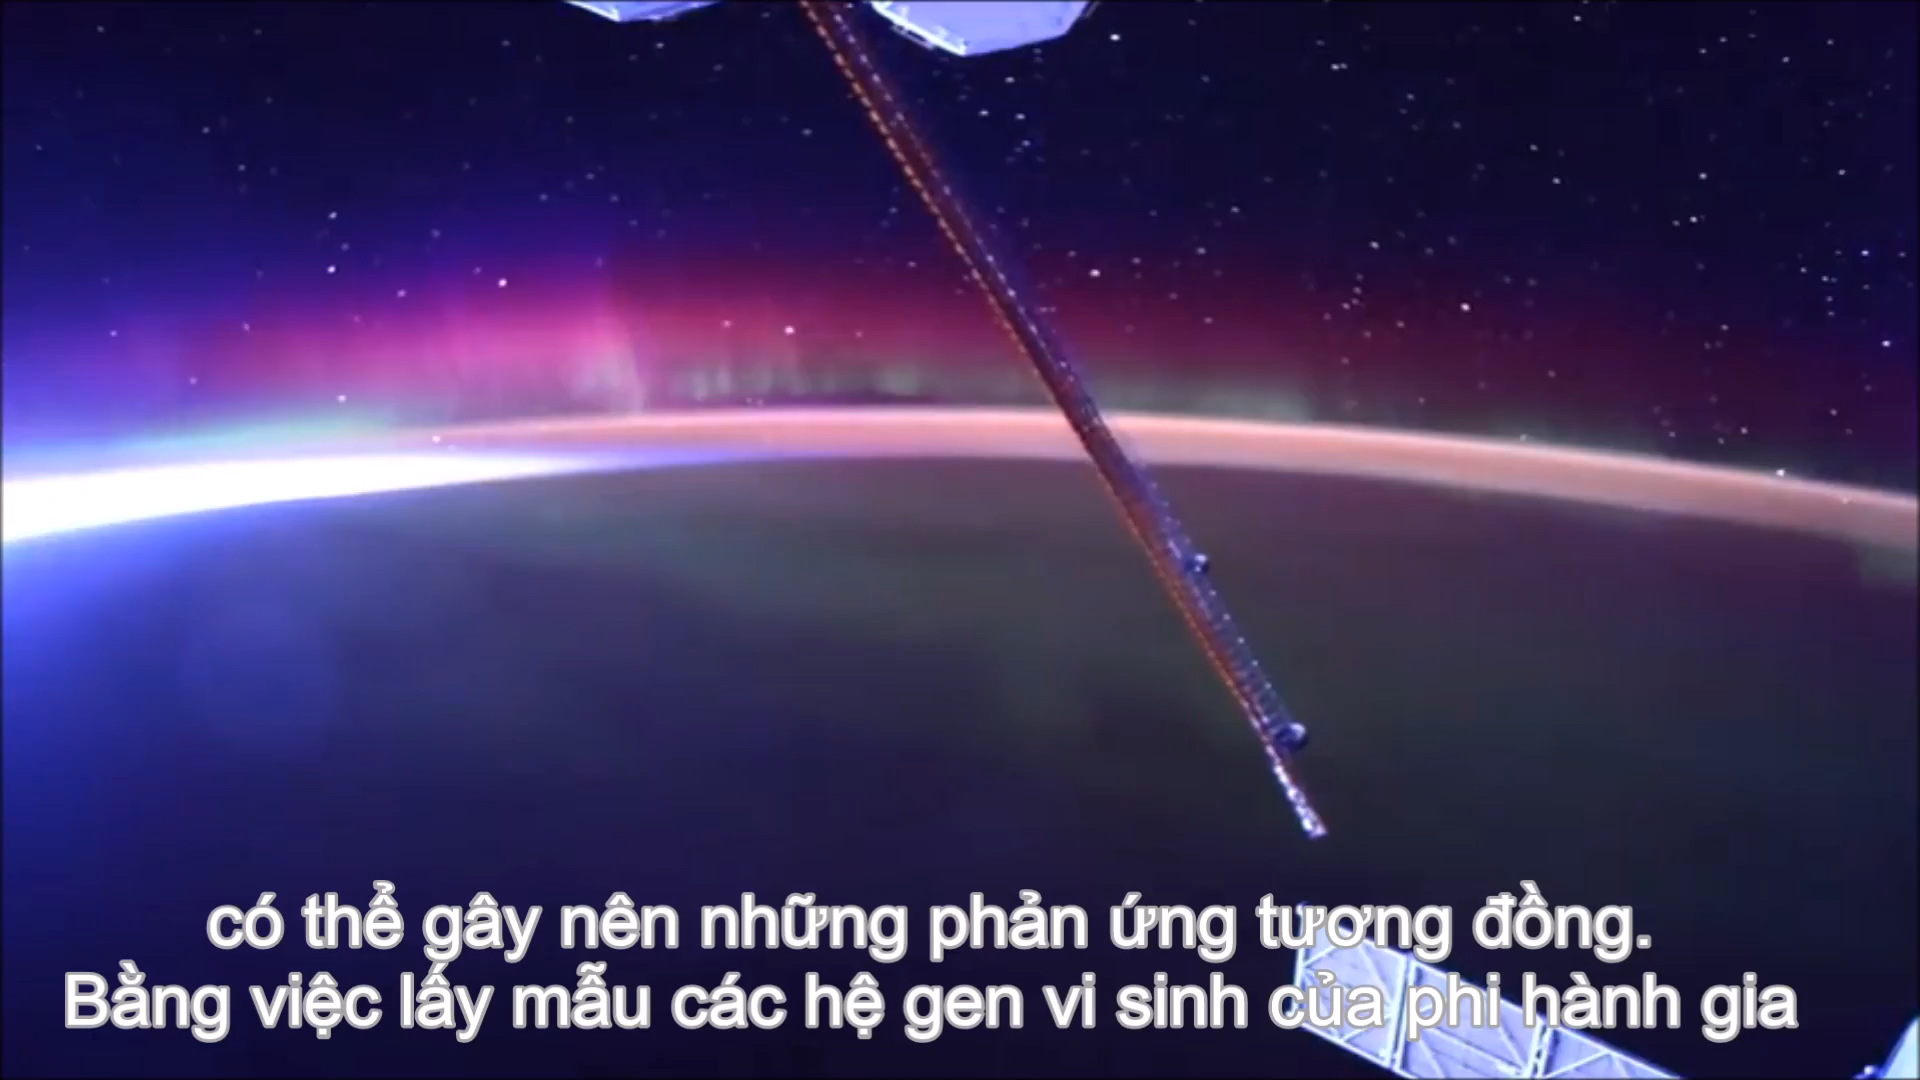 có thể gây nên những phản ứng tương đồng.
Bằng việc lấy mẫu các hệ gen vi sinh của phi hành gia